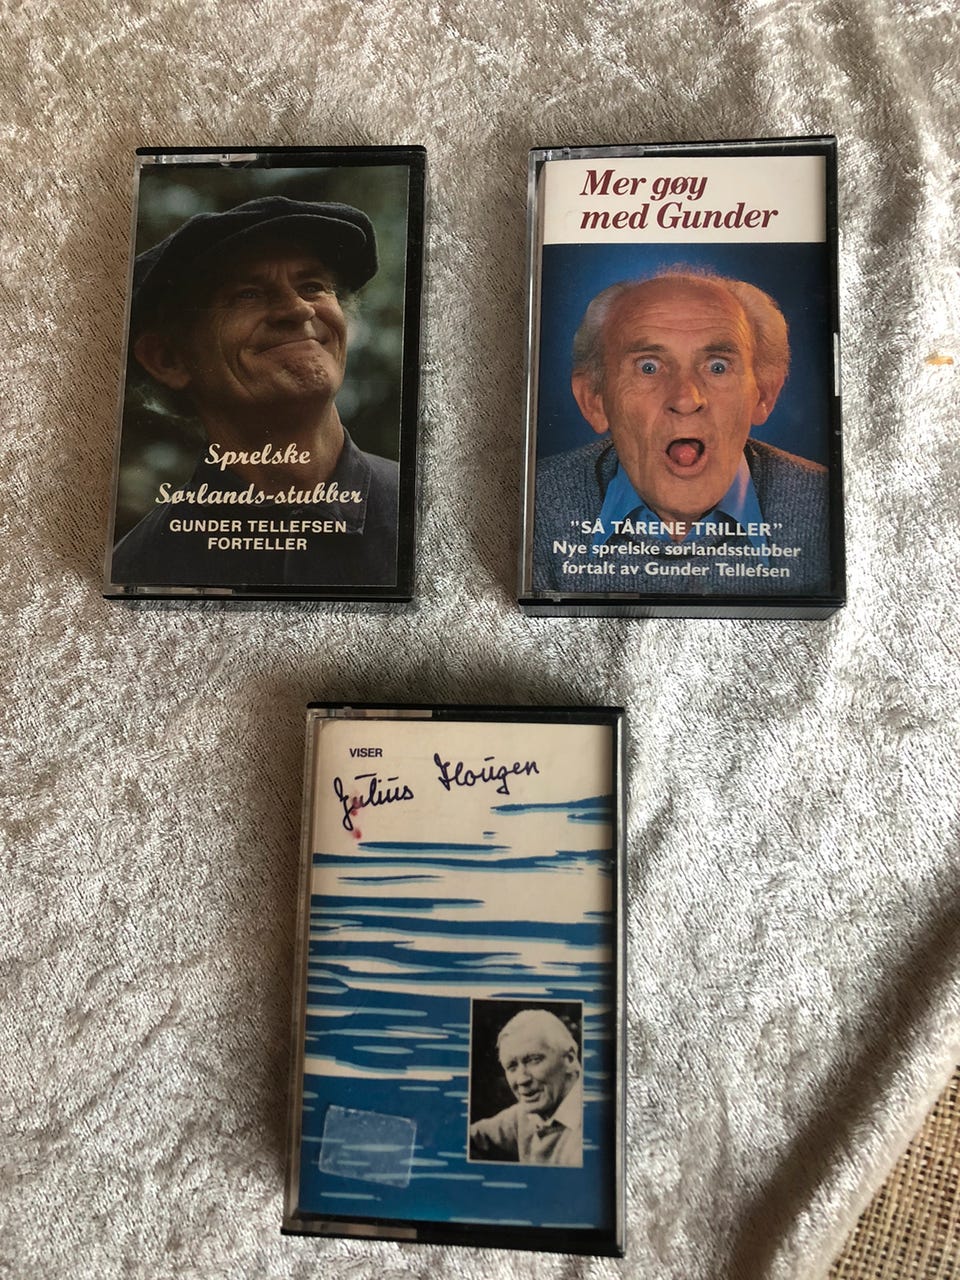 Sprelske
Sørlands-stubber
GUNDER TELLEFSEN
FORTELLER
Mer gøy
med Gunder
"SÅ TÅRENE TRILLER"
Nye sprelske sørlandsstubber
fortalt av Gunder Tellefsen
VISER
Julius Hougen